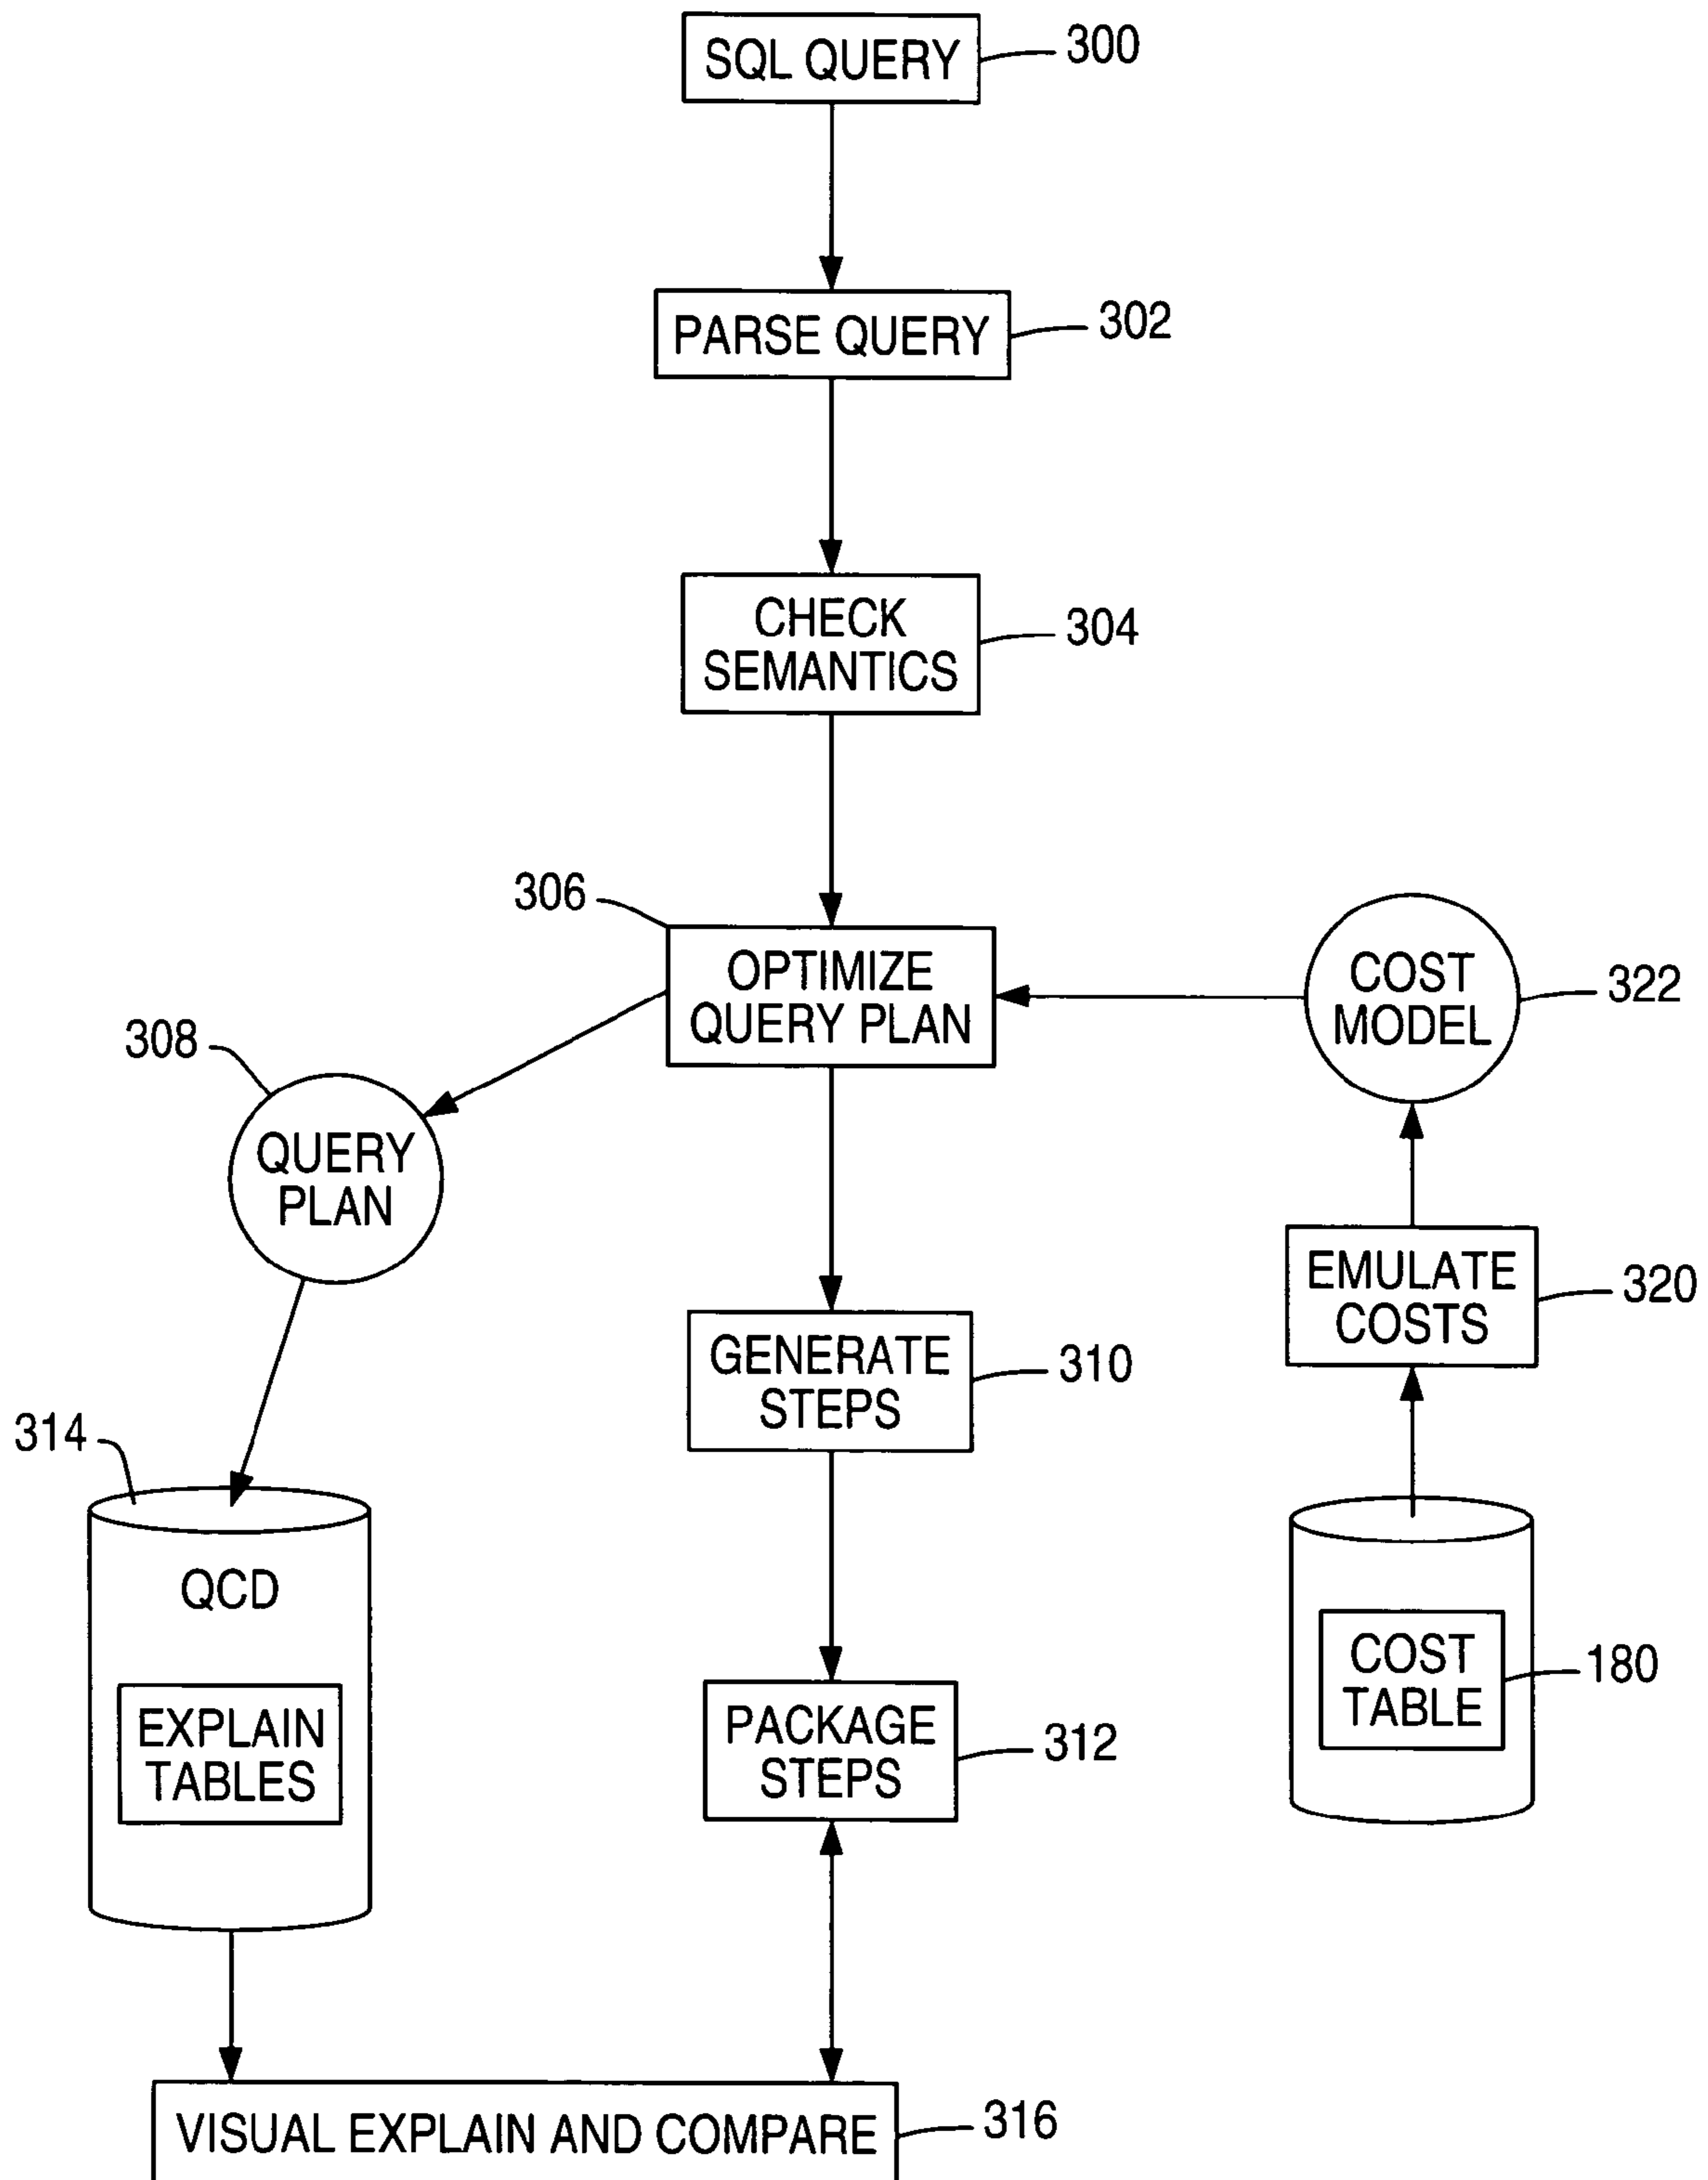 SQL QUERY
300
PARSE QUERY
302
CHECK
SEMANTICS
304
306
OPTIMIZE
QUERY PLAN
COST
MODEL
322
308
QUERY
PLAN
EMULATE
COSTS
320
GENERATE
STEPS
310
314
QCD
EXPLAIN
TABLES
PACKAGE
STEPS
312
COST
TABLE
180
VISUAL EXPLAIN AND COMPARE
316